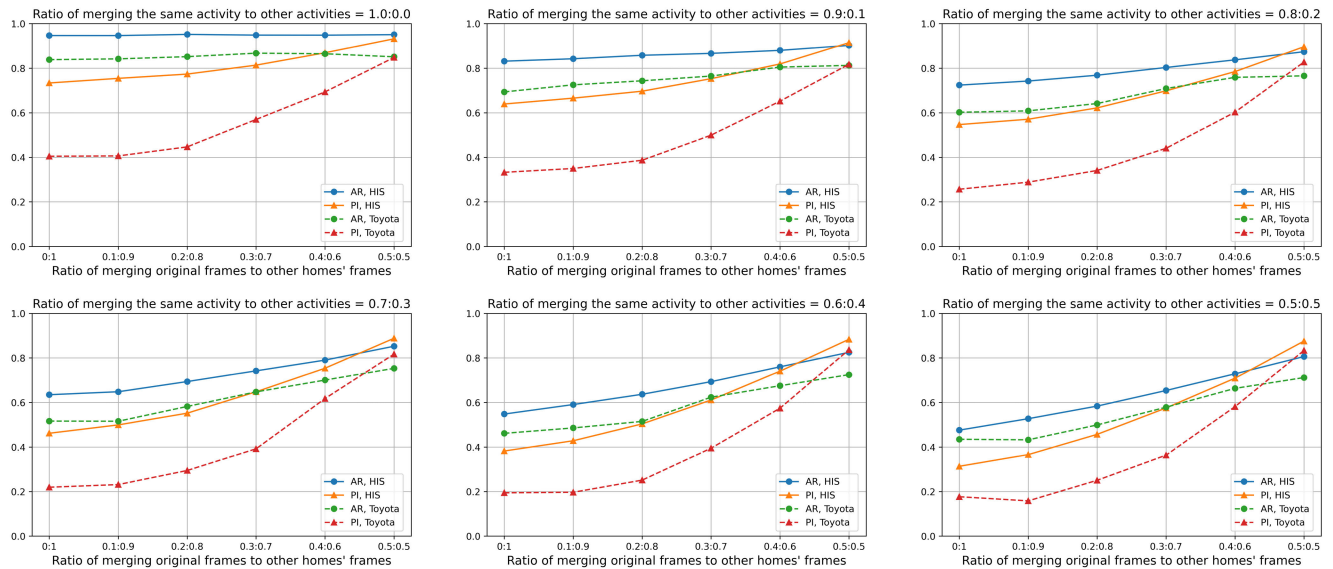 Ratio of merging the same activity to other activities = 1.0:0.0
1.0
0.8
0.6
0.4
0.2
0.0
AR, HIS
PI, HIS
AR, Toyota
PI, Toyota
0:1 0.1:0.9 0.2:0.8 0.3:0.7 0.4:0.6 0.5:0.5
Ratio of merging original frames to other homes' frames
Ratio of merging the same activity to other activities = 0.9:0.1
1.0
0.8
0.6
0.4
0.2
0.0
AR, HIS
PI, HIS
AR, Toyota
PI, Toyota
0:1 0.1:0.9 0.2:0.8 0.3:0.7 0.4:0.6 0.5:0.5
Ratio of merging original frames to other homes' frames
Ratio of merging the same activity to other activities = 0.8:0.2
1.0
0.8
0.6
0.4
0.2
0.0
AR, HIS
PI, HIS
AR, Toyota
PI, Toyota
0:1 0.1:0.9 0.2:0.8 0.3:0.7 0.4:0.6 0.5:0.5
Ratio of merging original frames to other homes' frames
Ratio of merging the same activity to other activities = 0.7:0.3
1.0
0.8
0.6
0.4
0.2
0.0
AR, HIS
PI, HIS
AR, Toyota
PI, Toyota
0:1 0.1:0.9 0.2:0.8 0.3:0.7 0.4:0.6 0.5:0.5
Ratio of merging original frames to other homes' frames
Ratio of merging the same activity to other activities = 0.6:0.4
1.0
0.8
0.6
0.4
0.2
0.0
AR, HIS
PI, HIS
AR, Toyota
PI, Toyota
0:1 0.1:0.9 0.2:0.8 0.3:0.7 0.4:0.6 0.5:0.5
Ratio of merging original frames to other homes' frames
Ratio of merging the same activity to other activities = 0.5:0.5
1.0
0.8
0.6
0.4
0.2
0.0
AR, HIS
PI, HIS
AR, Toyota
PI, Toyota
0:1 0.1:0.9 0.2:0.8 0.3:0.7 0.4:0.6 0.5:0.5
Ratio of merging original frames to other homes' frames